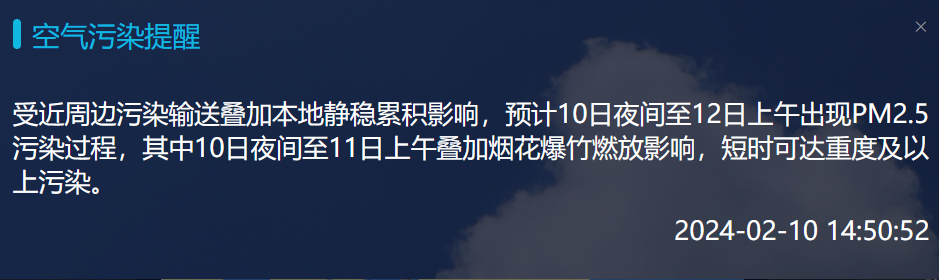 空气污染提醒
受近周边污染输送叠加本地静稳累积影响，预计10日夜间至12日上午出现PM2.5
污染过程，其中10日夜间至11日上午叠加烟花爆竹燃放影响，短时可达重度及以
上污染。
2024-02-10 14:50:52